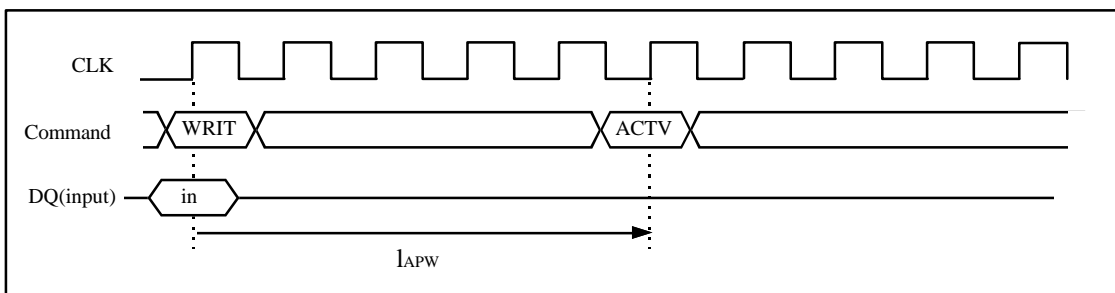 CLK
Command WRIT ACTV
DQ(input) in
lAPW